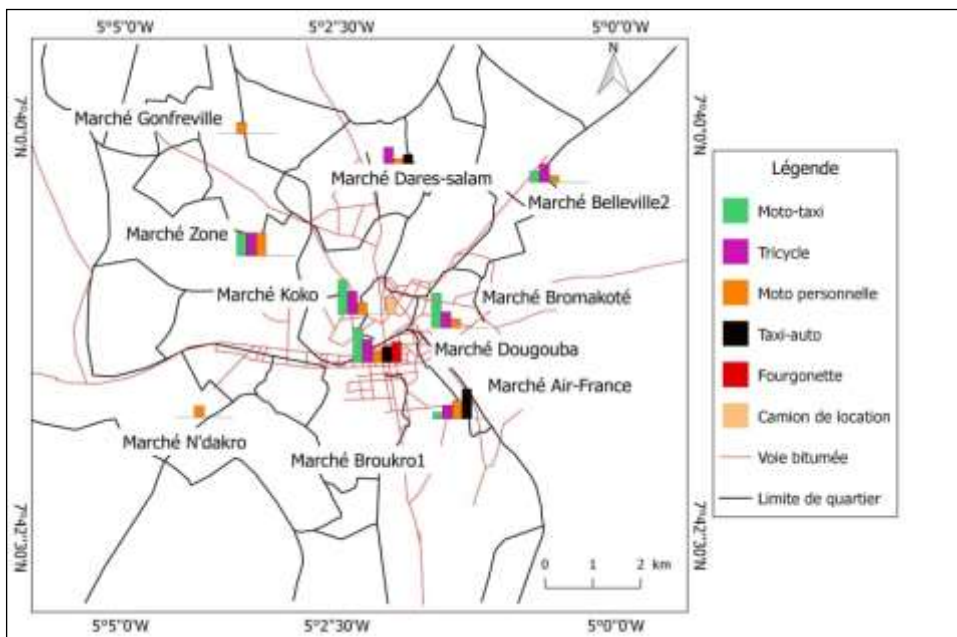 5°5"0'W 5°2"30'W 5°0"0'W
N
7°40'0'N
7°40'0'N
Marché Gonfreville
Marché Dares-salam
Marché Belleville2
Marché Zone
Marché Koko
Marché Bromakoté
Marché Dougouba
Marché Air-France
Marché N'dakro
Marché Broukro1
7°42"30'N
7°42"30'N
0 1 2 km
5°5"0'W 5°2"30'W 5°0"0'W
Légende
Moto-taxi
Tricycle
Moto personnelle
Taxi-auto
Fourgonette
Camion de location
Voie bitumée
Limite de quartier